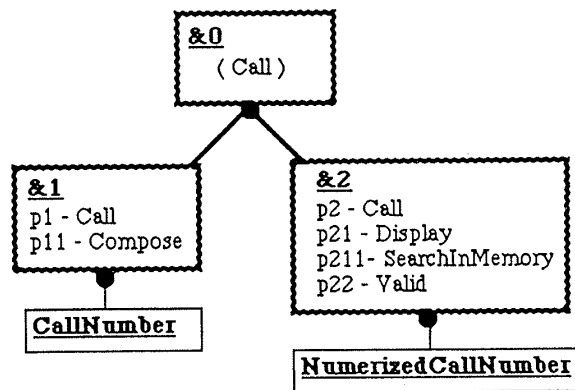 &0
( Call )
&1
p1 - Call
p11 - Compose
CallNumber
&2
p2 - Call
p21 - Display
p211- SearchInMemory
p22 - Valid
NumerizedCallNumber